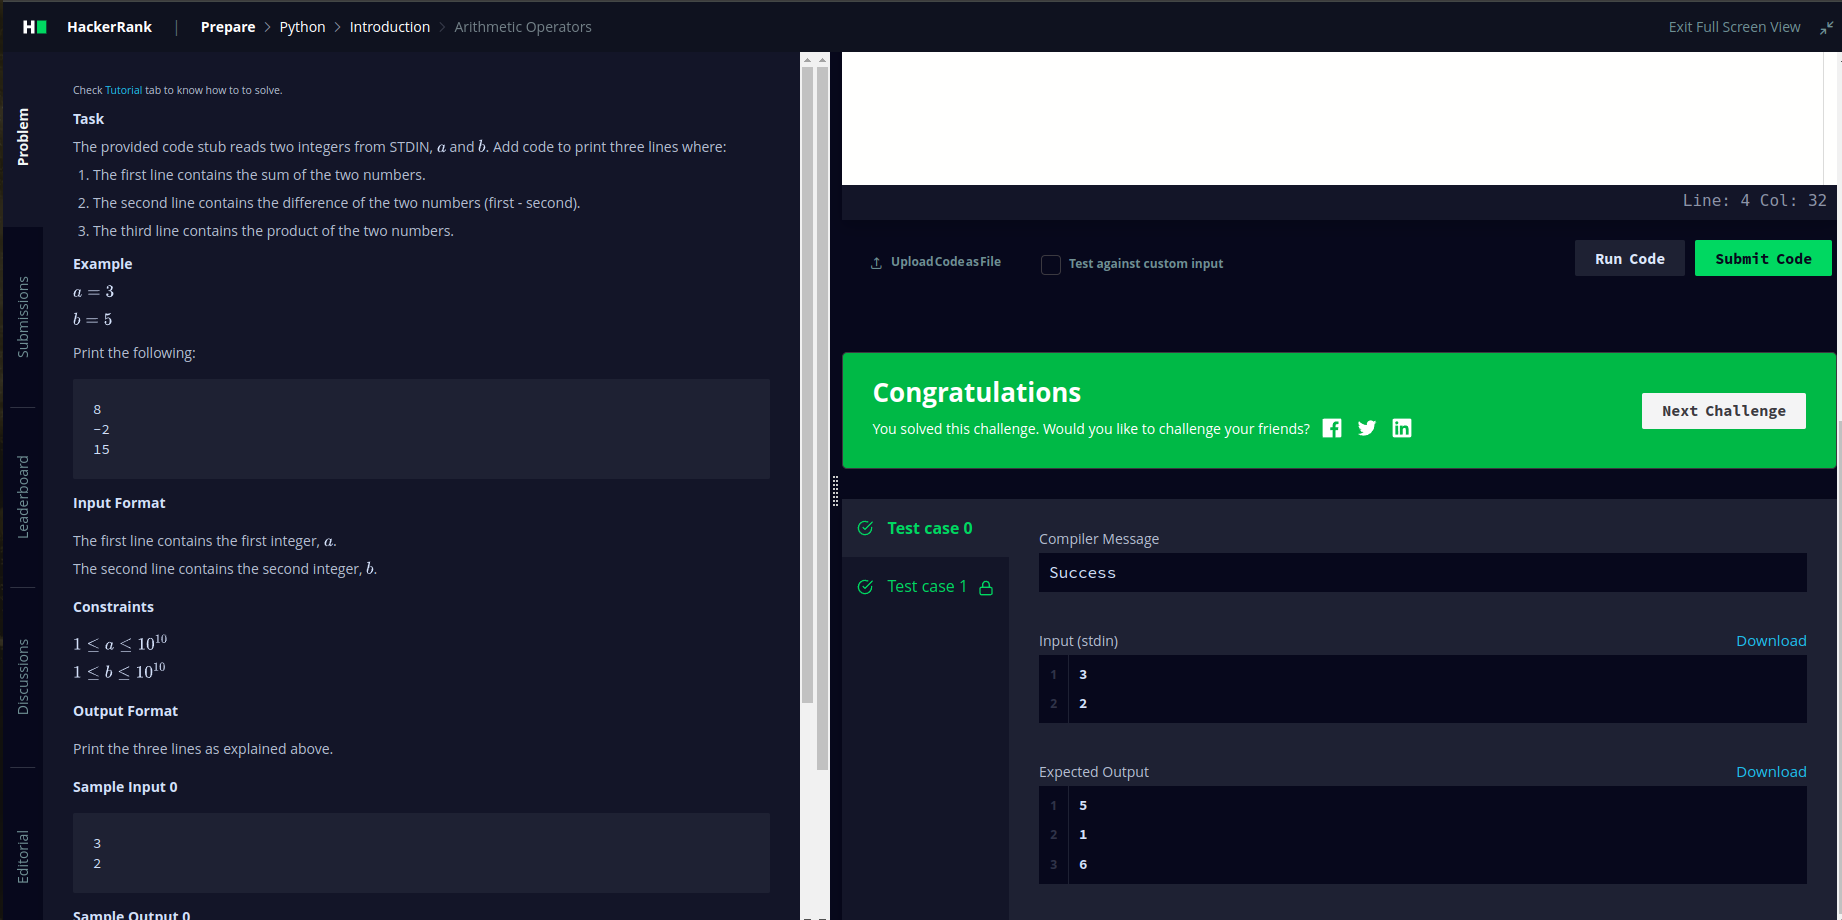 HackerRank | Prepare > Python > Introduction > Arithmetic Operators
Exit Full Screen View
Problem
Submissions
Leaderboard
Discussions
Editorial
Check Tutorial tab to know how to to solve.
Task
The provided code stub reads two integers from STDIN, a and b. Add code to print three lines where:
1. The first line contains the sum of the two numbers.
2. The second line contains the difference of the two numbers (first - second).
3. The third line contains the product of the two numbers.
Example
a = 3
b = 5
Print the following:
8
-2
15
Input Format
The first line contains the first integer, a.
The second line contains the second integer, b.
Constraints
1 ≤ a ≤ 10^10
1 ≤ b ≤ 10^10
Output Format
Print the three lines as explained above.
Sample Input 0
3
2
Sample Output 0
Line: 4 Col: 32
Upload Code as File
Test against custom input
Run Code
Submit Code
Congratulations
You solved this challenge. Would you like to challenge your friends?
Next Challenge
Test case 0
Test case 1
Compiler Message
Success
Input (stdin)
Download
1 3
2 2
Expected Output
Download
1 5
2 1
3 6